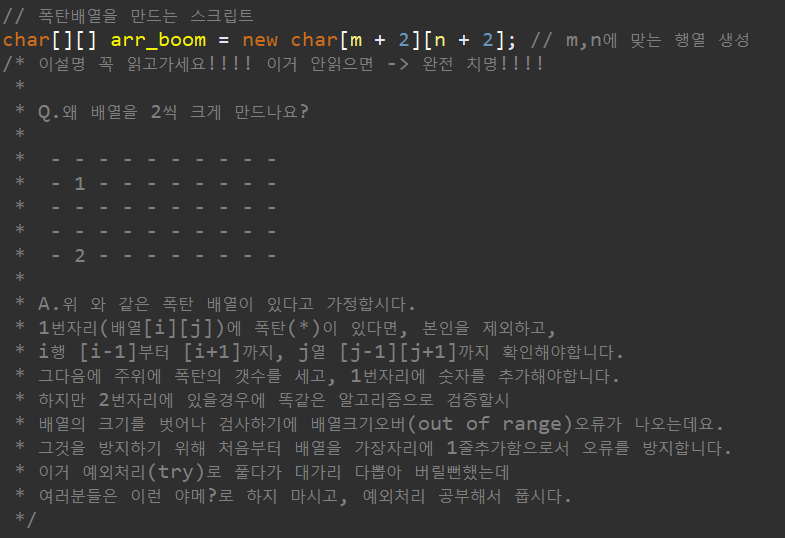 // 폭탄배열을 만드는 스크립트
char[][] arr_boom = new char[m + 2][n + 2]; // m,n에 맞는 행열 생성
/* 이설명 꼭 읽고가세요!!!! 이거 안읽으면 -> 완전 치명!!!!
 *
 * Q.왜 배열을 2씩 크게 만드나요?
 *
 *  - - - - - - - - - -
 *  - 1 - - - - - - - -
 *  - - - - - - - - - -
 *  - - - - - - - - - -
 *  - 2 - - - - - - - -
 *
 * A.위 와 같은 폭탄 배열이 있다고 가정합시다.
 * 1번자리(배열[i][j])에 폭탄(*)이 있다면, 본인을 제외하고,
 * i행 [i-1]부터 [i+1]까지, j열 [j-1][j+1]까지 확인해야합니다.
 * 그다음에 주위에 폭탄의 갯수를 세고, 1번자리에 숫자를 추가해야합니다.
 * 하지만 2번자리에 있을경우에 똑같은 알고리즘으로 검증할시
 * 배열의 크기를 벗어나 검사하기에 배열크기오버(out of range)오류가 나오는데요.
 * 그것을 방지하기 위해 처음부터 배열을 가장자리에 1줄추가함으로서 오류를 방지합니다.
 * 이거 예외처리(try)로 풀다가 대가리 다뽑아 버릴뻔했는데
 * 여러분들은 이런 야메?로 하지 마시고, 예외처리 공부해서 풉시다.
 */